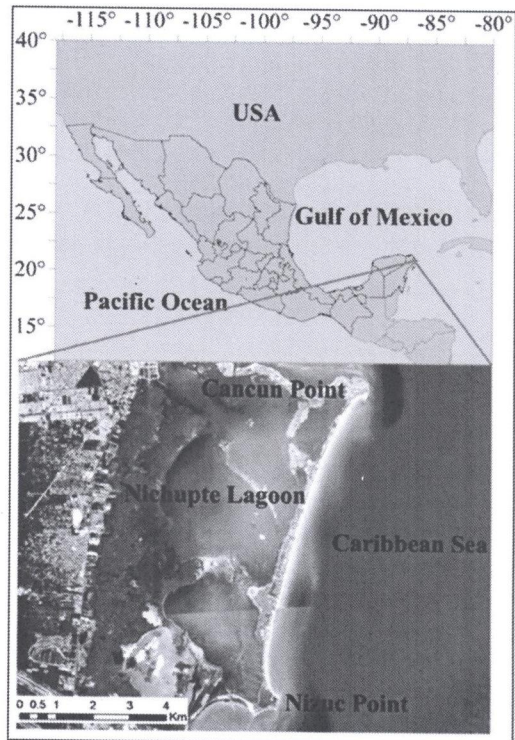 -115° -110° -105° -100° -95° -90° -85° -80°
40°
35°
USA
30°
25°
Gulf of Mexico
20°
Pacific Ocean
15°
Cancun Point
Nichupte Lagoon
Caribbean Sea
Nizuc Point
0 0.5 1 2 3 4
Km